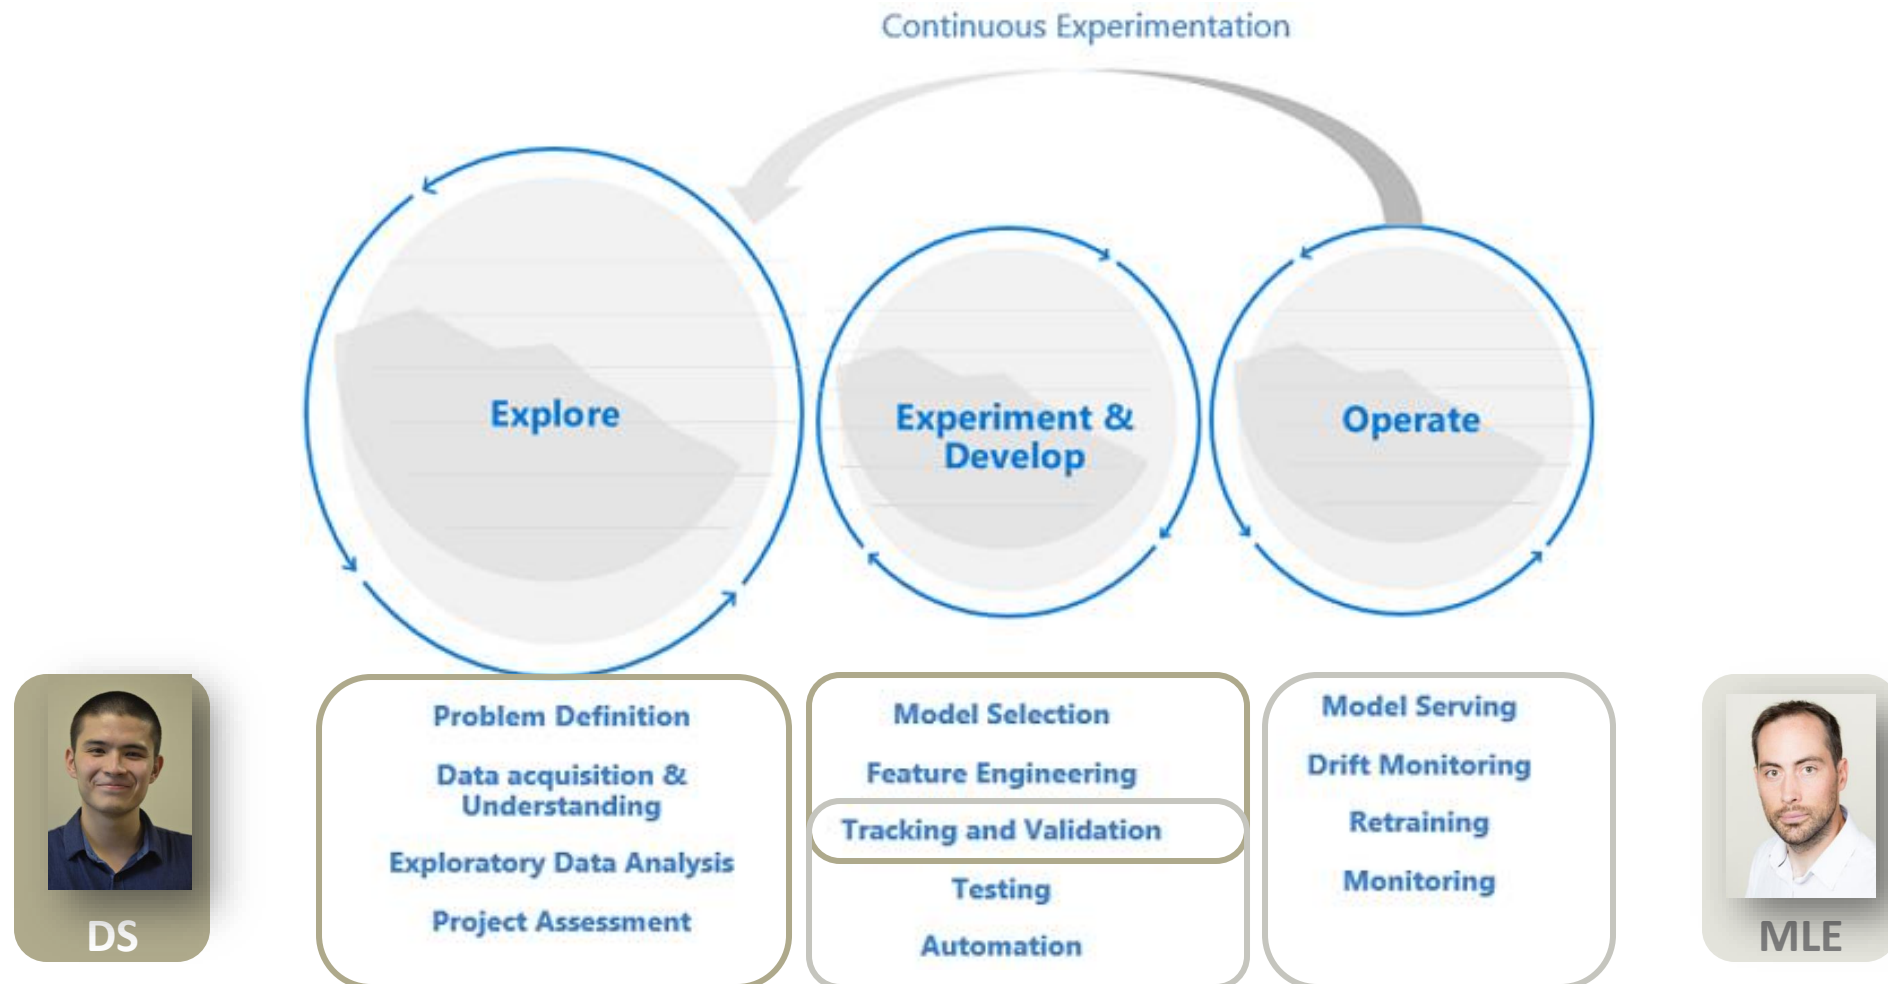 Continuous Experimentation
Explore
Experiment &
Develop
Operate
Problem Definition
Data acquisition &
Understanding
Exploratory Data Analysis
Project Assessment
Model Selection
Feature Engineering
Tracking and Validation
Testing
Automation
Model Serving
Drift Monitoring
Retraining
Monitoring
DS
MLE